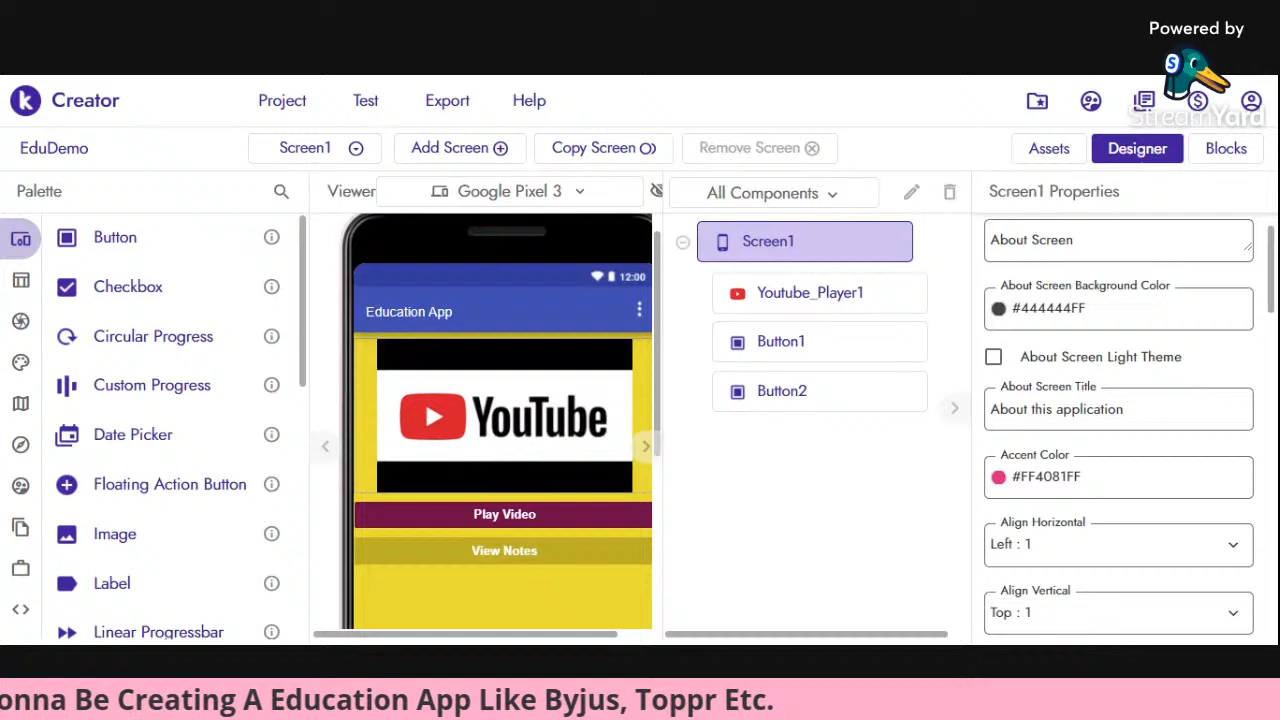 Powered by
StreamYard
Creator
Project
Test
Export
Help
EduDemo
Screen1
Add Screen
Copy Screen
Remove Screen
Assets
Designer
Blocks
Palette
Viewer
Google Pixel 3
All Components
Screen1 Properties
Button
Checkbox
Circular Progress
Custom Progress
Date Picker
Floating Action Button
Image
Label
Linear Progressbar
12:00
Education App
YouTube
Play Video
View Notes
Screen1
Youtube_Player1
Button1
Button2
About Screen
About Screen Background Color
#444444FF
About Screen Light Theme
About Screen Title
About this application
Accent Color
#FF4081FF
Align Horizontal
Left : 1
Align Vertical
Top : 1
onna Be Creating A Education App Like Byjus, Toppr Etc.